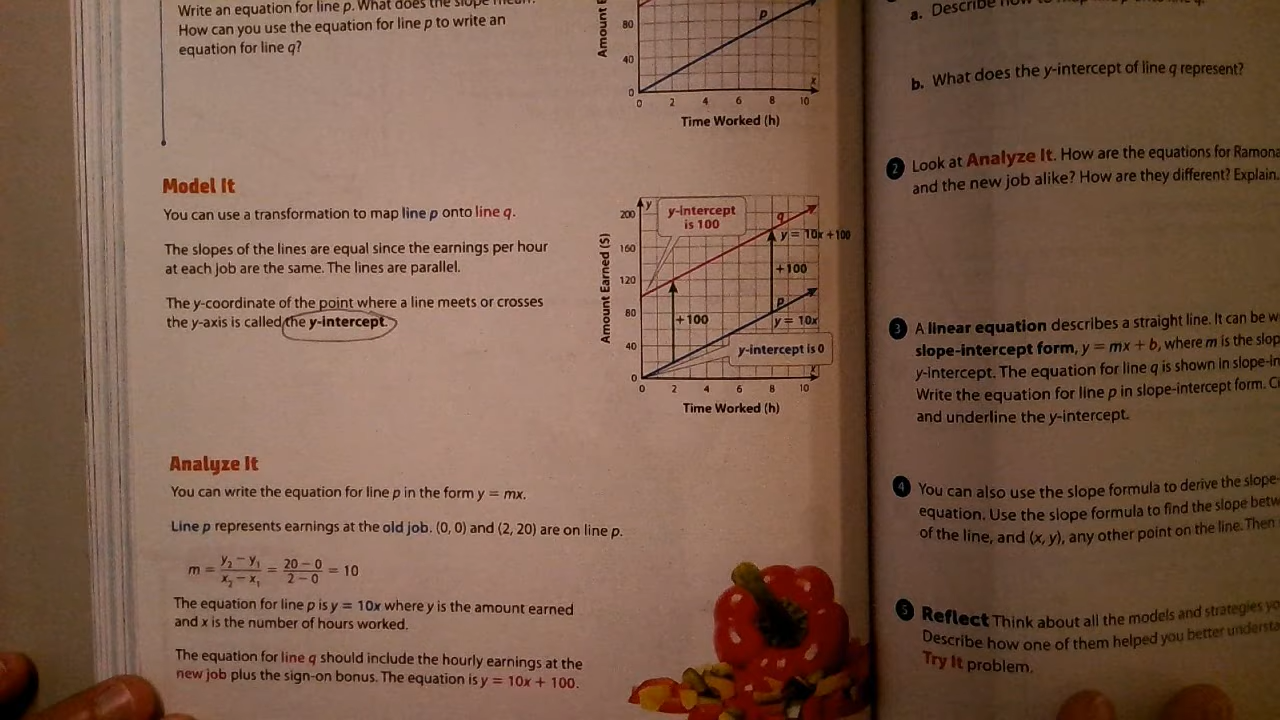 Write an equation for line p. What does the slope mean?
How can you use the equation for line p to write an
equation for line q?
Amount
80
40
0
p
x
0 2 4 6 8 10
Time Worked (h)
Model It
You can use a transformation to map line p onto line q.
The slopes of the lines are equal since the earnings per hour
at each job are the same. The lines are parallel.
The y-coordinate of the point where a line meets or crosses
the y-axis is called the y-intercept.
Amount Earned ($)
200
160
120
80
40
0
y
y-intercept
is 100
q
y = 10x + 100
+100
p
+100
y = 10x
y-intercept is 0
x
0 2 4 6 8 10
Time Worked (h)
Analyze It
You can write the equation for line p in the form y = mx.
Line p represents earnings at the old job. (0, 0) and (2, 20) are on line p.
m = y₂ − y₁ / x₂ − x₁ = 20 − 0 / 2 − 0 = 10
The equation for line p is y = 10x where y is the amount earned
and x is the number of hours worked.
The equation for line q should include the hourly earnings at the
new job plus the sign-on bonus. The equation is y = 10x + 100.
a. Describe how to map
b. What does the y-intercept of line q represent?
2 Look at Analyze It. How are the equations for Ramona
and the new job alike? How are they different? Explain.
3 A linear equation describes a straight line. It can be w
slope-intercept form, y = mx + b, where m is the slop
y-intercept. The equation for line q is shown in slope-in
Write the equation for line p in slope-intercept form. C
and underline the y-intercept.
4 You can also use the slope formula to derive the slope-
equation. Use the slope formula to find the slope betw
of the line, and (x, y), any other point on the line. Then
5 Reflect Think about all the models and strategies yo
Describe how one of them helped you better understa
Try It problem.